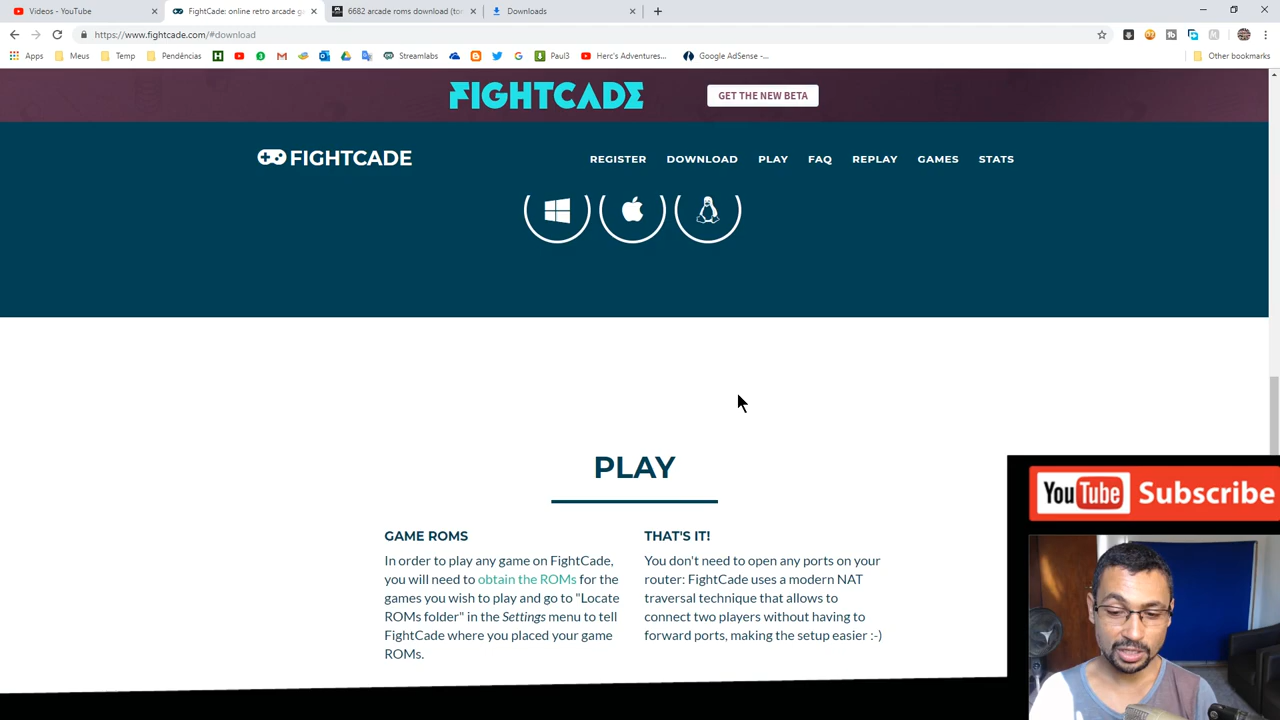 Videos - YouTube
FightCade: online retro arcade g
6682 arcade roms download (to
Downloads
https://www.fightcade.com/#download
Apps
Meus
Temp
Pendências
Streamlabs
Paul3
Herc's Adventures...
Google AdSense -...
Other bookmarks
FIGHTCADE
GET THE NEW BETA
FIGHTCADE
REGISTER
DOWNLOAD
PLAY
FAQ
REPLAY
GAMES
STATS
PLAY
GAME ROMS
In order to play any game on FightCade,
you will need to obtain the ROMs for the
games you wish to play and go to "Locate
ROMs folder" in the Settings menu to tell
FightCade where you placed your game
ROMs.
THAT'S IT!
You don't need to open any ports on your
router: FightCade uses a modern NAT
traversal technique that allows to
connect two players without having to
forward ports, making the setup easier :-)
YouTube Subscribe